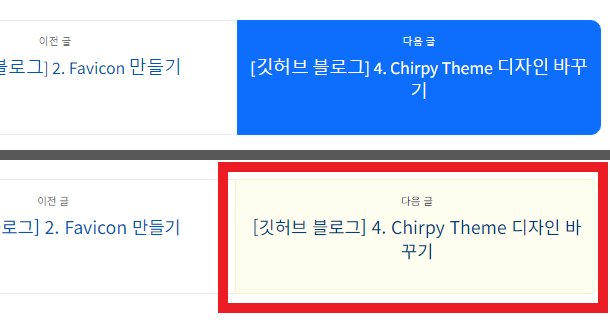 이전 글
블로그] 2. Favicon 만들기
다음 글
[깃허브 블로그] 4. Chirpy Theme 디자인 바꾸
기
이전 글
로그] 2. Favicon 만들기
다음 글
[깃허브 블로그] 4. Chirpy Theme 디자인 바
꾸기